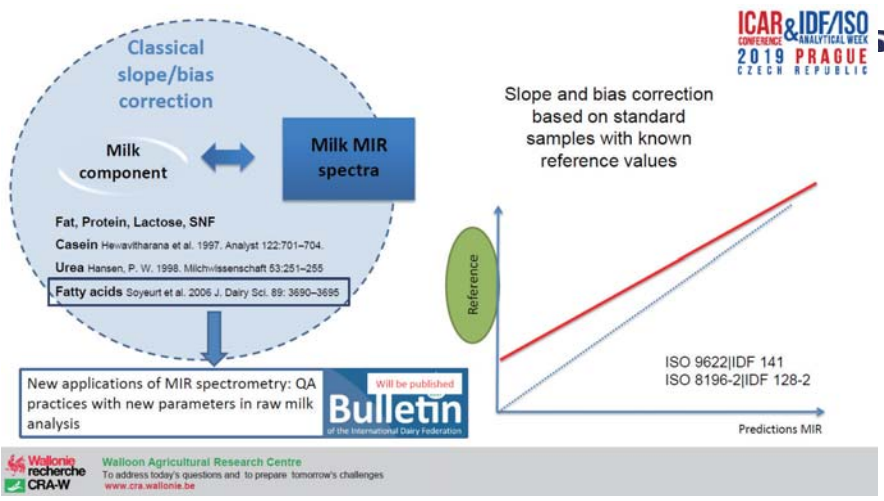 ICAR & IDF/ISO
CONFERENCE ANALYTICAL WEEK
2019 PRAGUE
CZECH REPUBLIC
Classical
slope/bias
correction
Milk
component
Milk MIR
spectra
Fat, Protein, Lactose, SNF
Casein Hewavitharana et al. 1997. Analyst 122:701–704.
Urea Hansen, P. W. 1998. Milchwissenschaft 53:251–255
Fatty acids Soyeurt et al. 2006 J. Dairy Sci. 89: 3690–3695
New applications of MIR spectrometry: QA
practices with new parameters in raw milk
analysis
Will be published
Bulletin
of the International Dairy Federation
Slope and bias correction
based on standard
samples with known
reference values
Reference
ISO 9622|IDF 141
ISO 8196-2|IDF 128-2
Predictions MIR
Wallonie
recherche
CRA-W
Walloon Agricultural Research Centre
To address today's questions and to prepare tomorrow's challenges
www.cra.wallonie.be